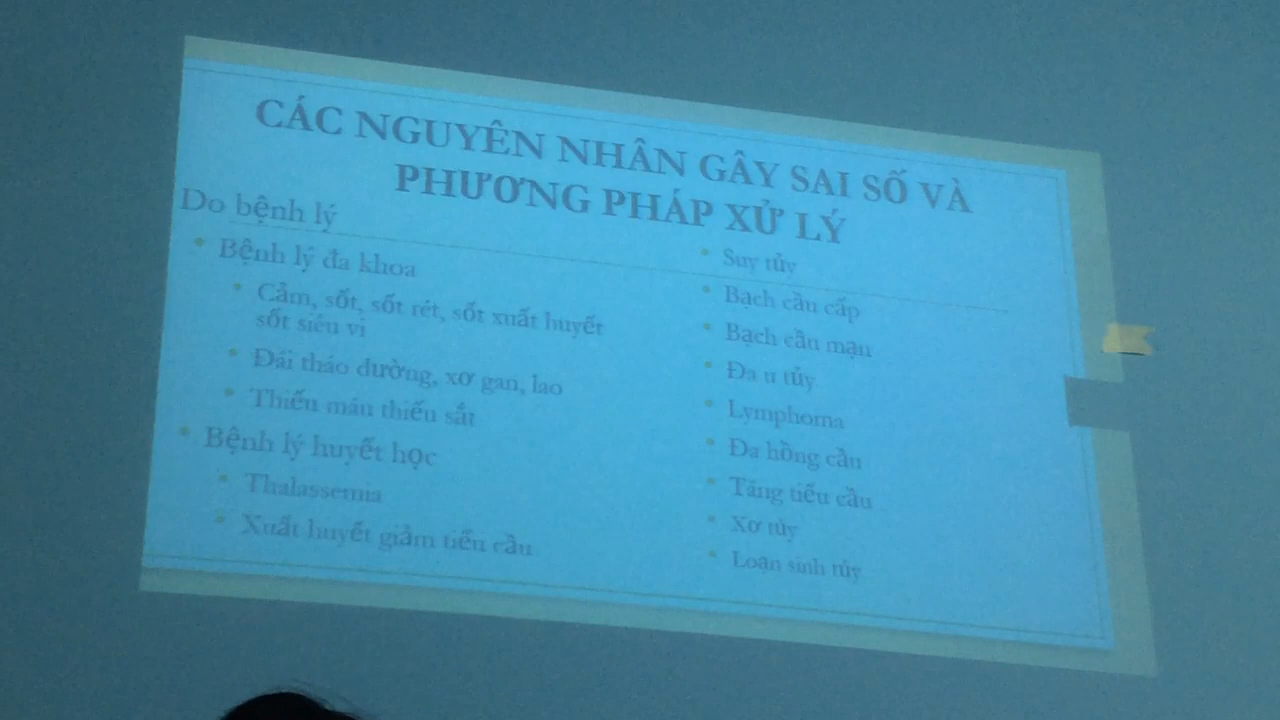 CÁC NGUYÊN NHÂN GÂY SAI SỐ VÀ
PHƯƠNG PHÁP XỬ LÝ
Do bệnh lý
Bệnh lý đa khoa
Cảm, sốt, sốt rét, sốt xuất huyết
sốt siêu vi
Đái tháo đường, xơ gan, lao
Thiếu máu thiếu sắt
Bệnh lý huyết học
Thalassemia
Xuất huyết giảm tiểu cầu
Suy tủy
Bạch cầu cấp
Bạch cầu mạn
Đa u tủy
Lymphoma
Đa hồng cầu
Tăng tiểu cầu
Xơ tủy
Loạn sinh tủy